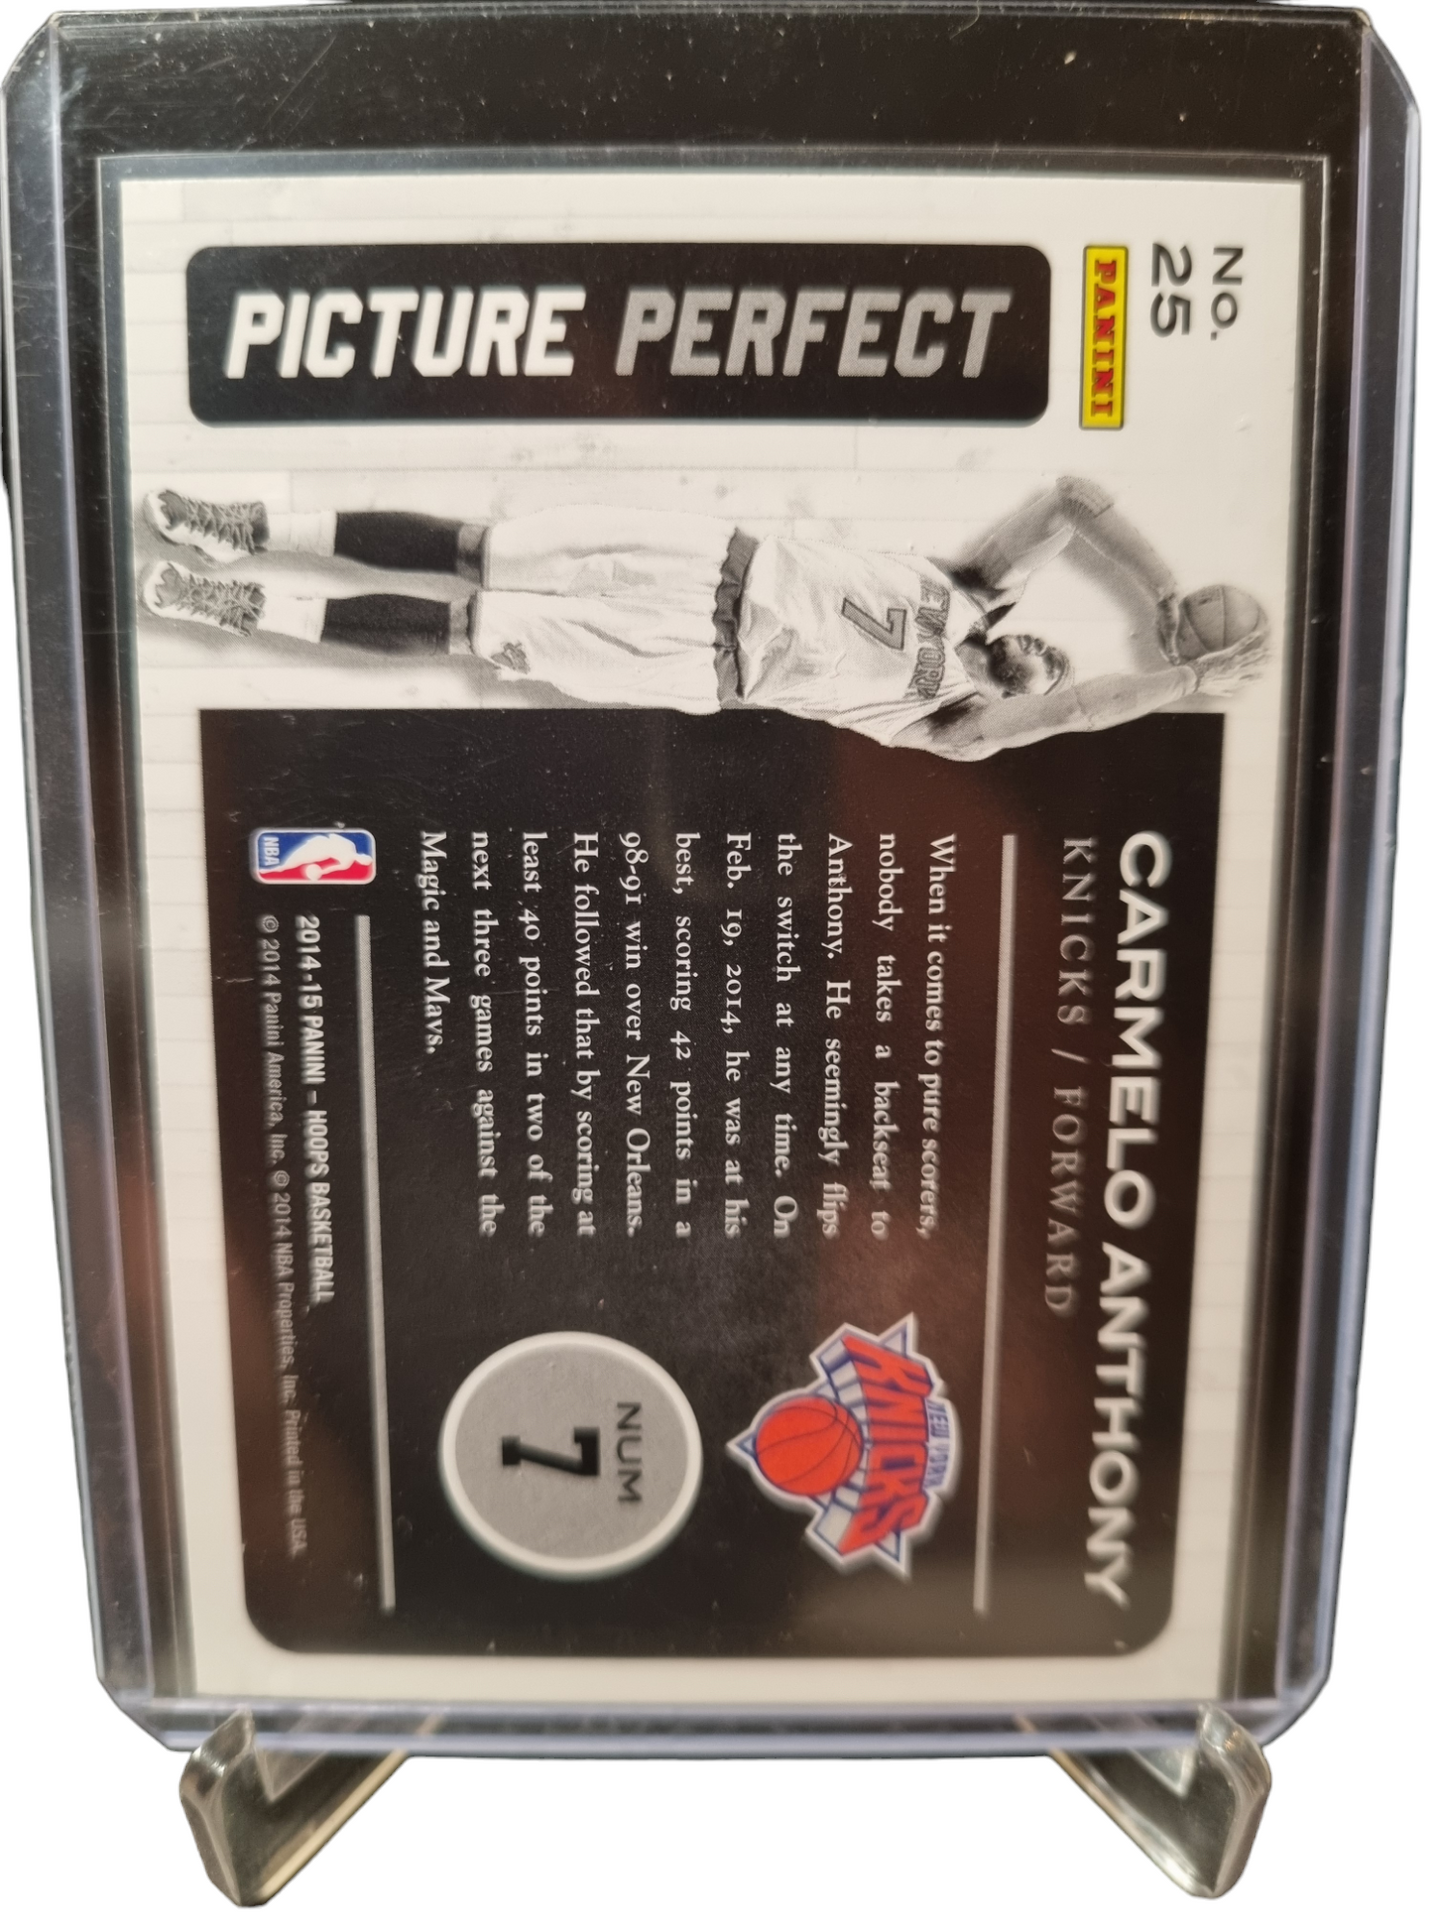 No.
25
PANINI
PICTURE PERFECT
7
CARMELO ANTHONY
KNICKS / FORWARD
When it comes to pure scorers,
nobody takes a backseat to
Anthony. He seemingly flips
the switch at any time. On
Feb. 19, 2014, he was at his
best, scoring 42 points in a
98-91 win over New Orleans.
He followed that by scoring at
least 40 points in two of the
next three games against the
Magic and Mavs.
NEW YORK
KNICKS
NUM
7
NBA
2014-15 PANINI – HOOPS BASKETBALL
© 2014 Panini America, Inc. © 2014 NBA Properties, Inc. Printed in the USA.